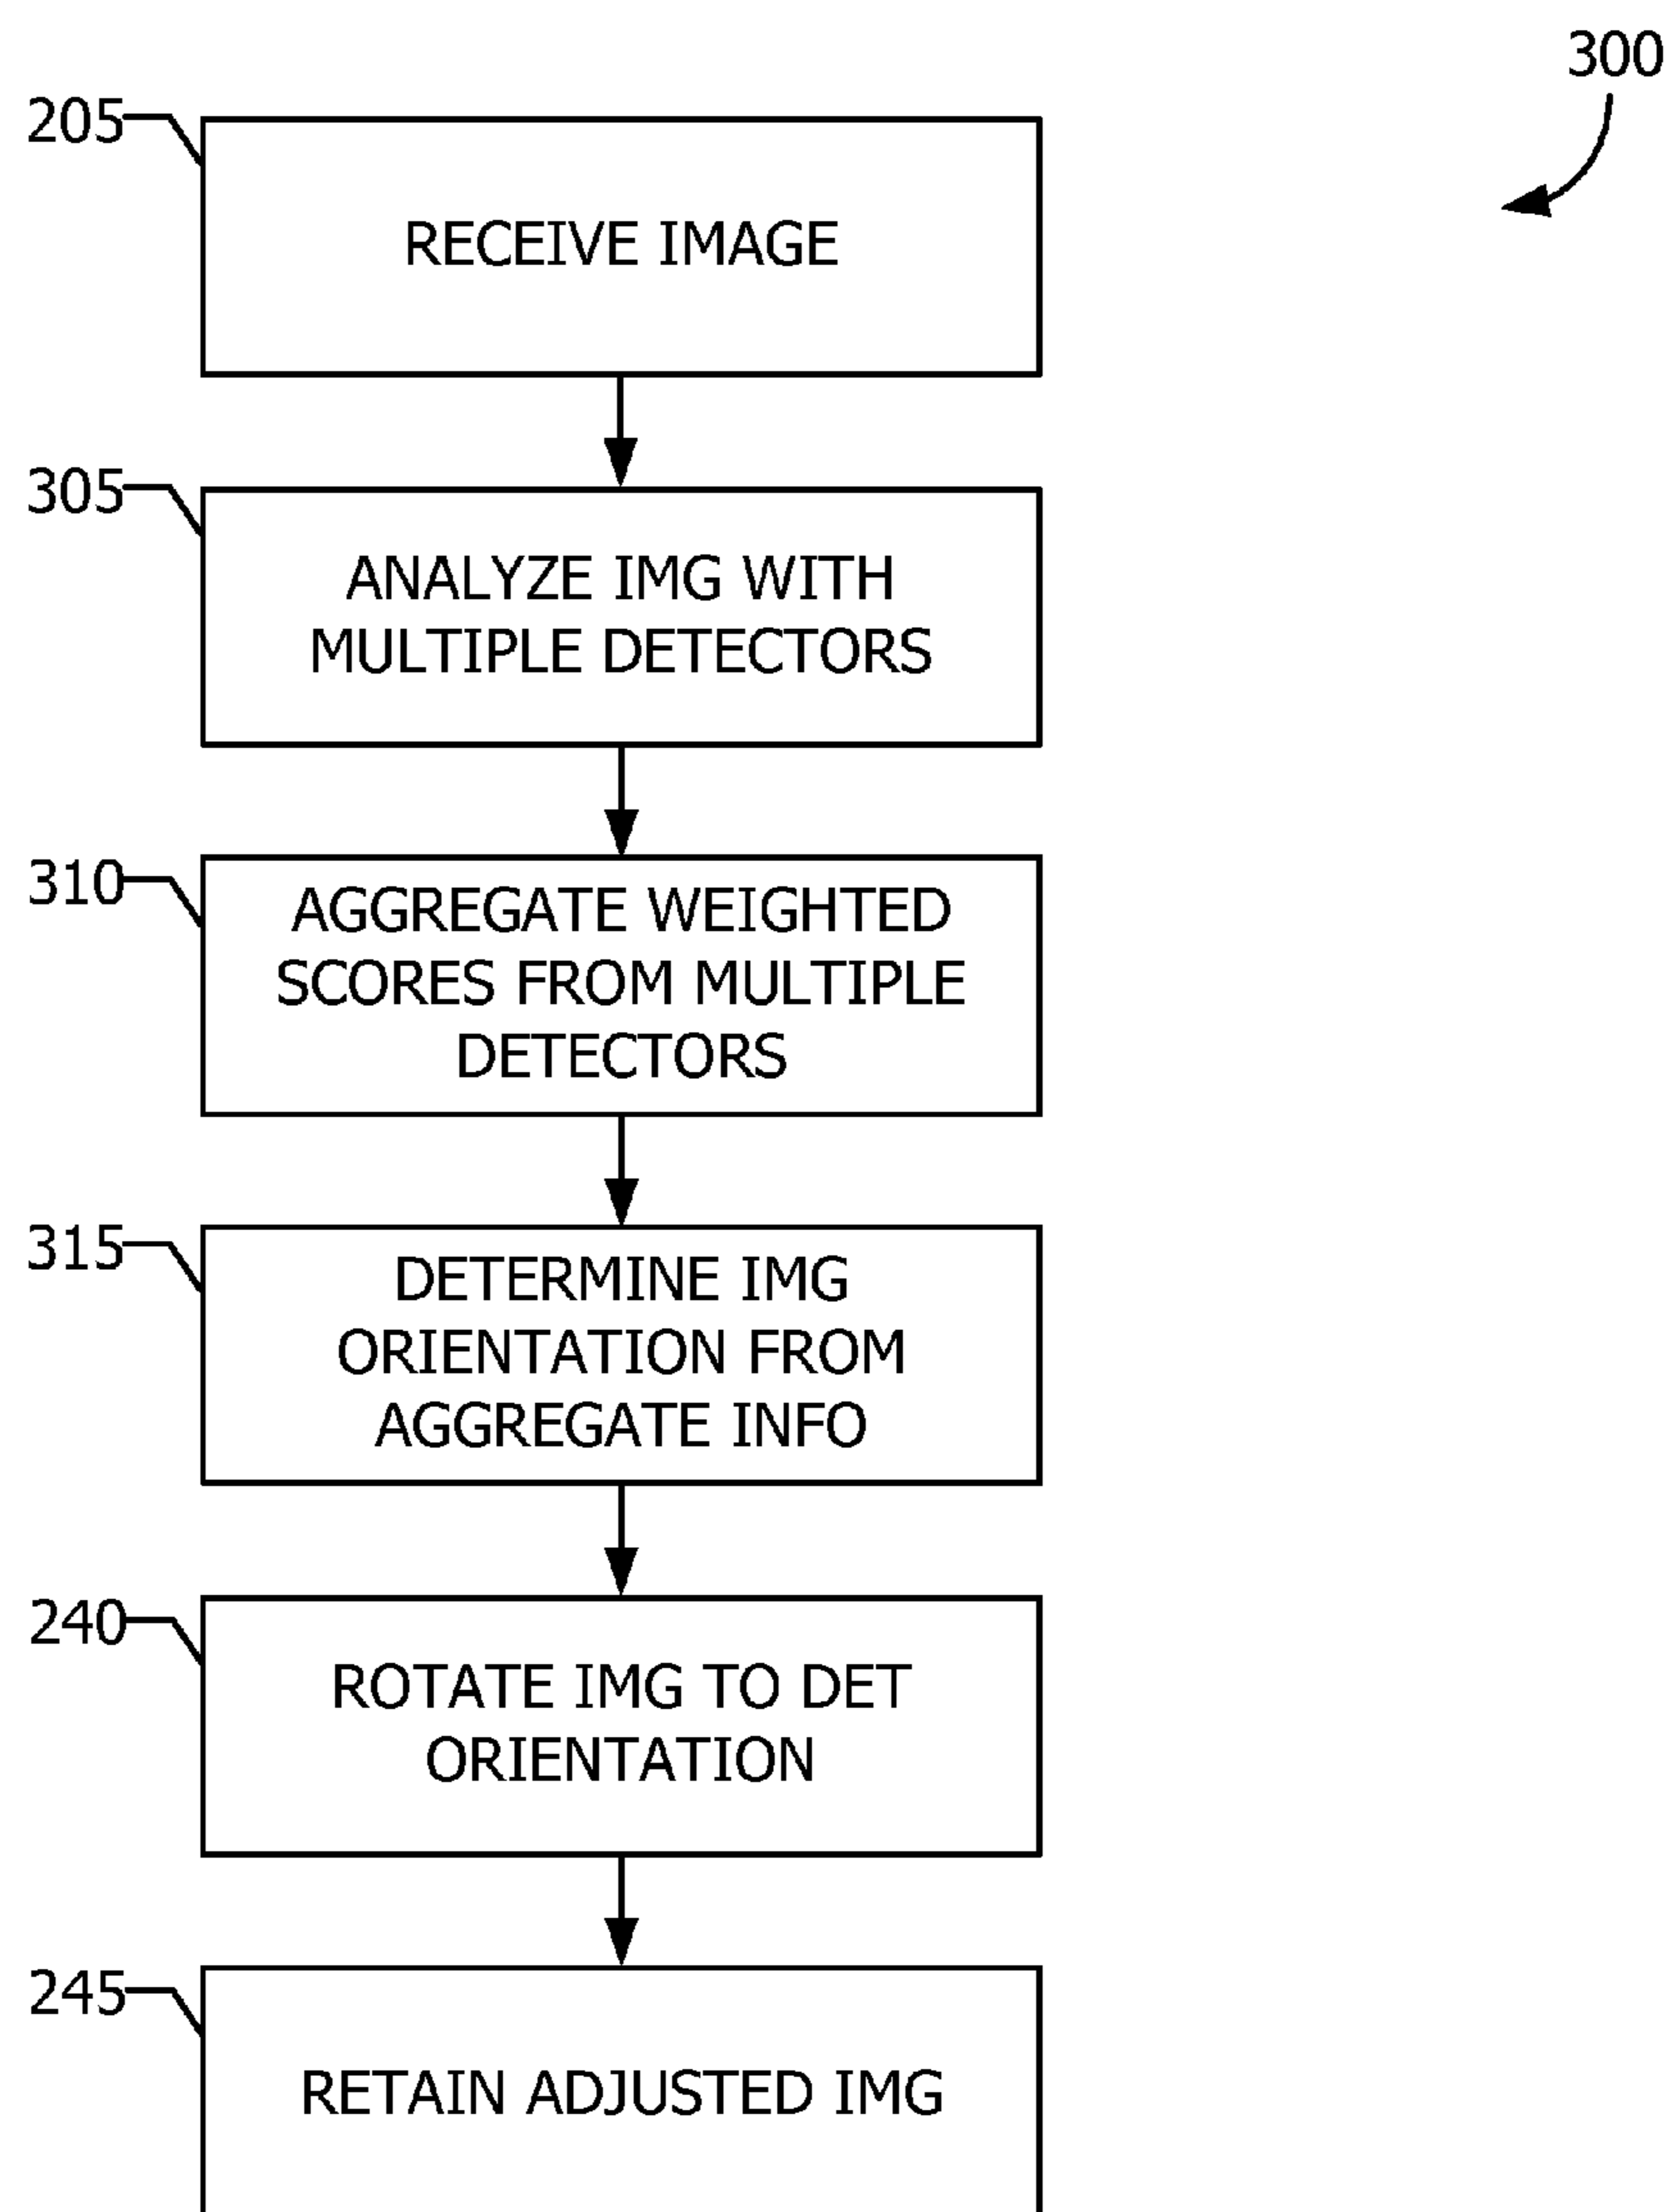 300
205
RECEIVE IMAGE
305
ANALYZE IMG WITH
MULTIPLE DETECTORS
310
AGGREGATE WEIGHTED
SCORES FROM MULTIPLE
DETECTORS
315
DETERMINE IMG
ORIENTATION FROM
AGGREGATE INFO
240
ROTATE IMG TO DET
ORIENTATION
245
RETAIN ADJUSTED IMG